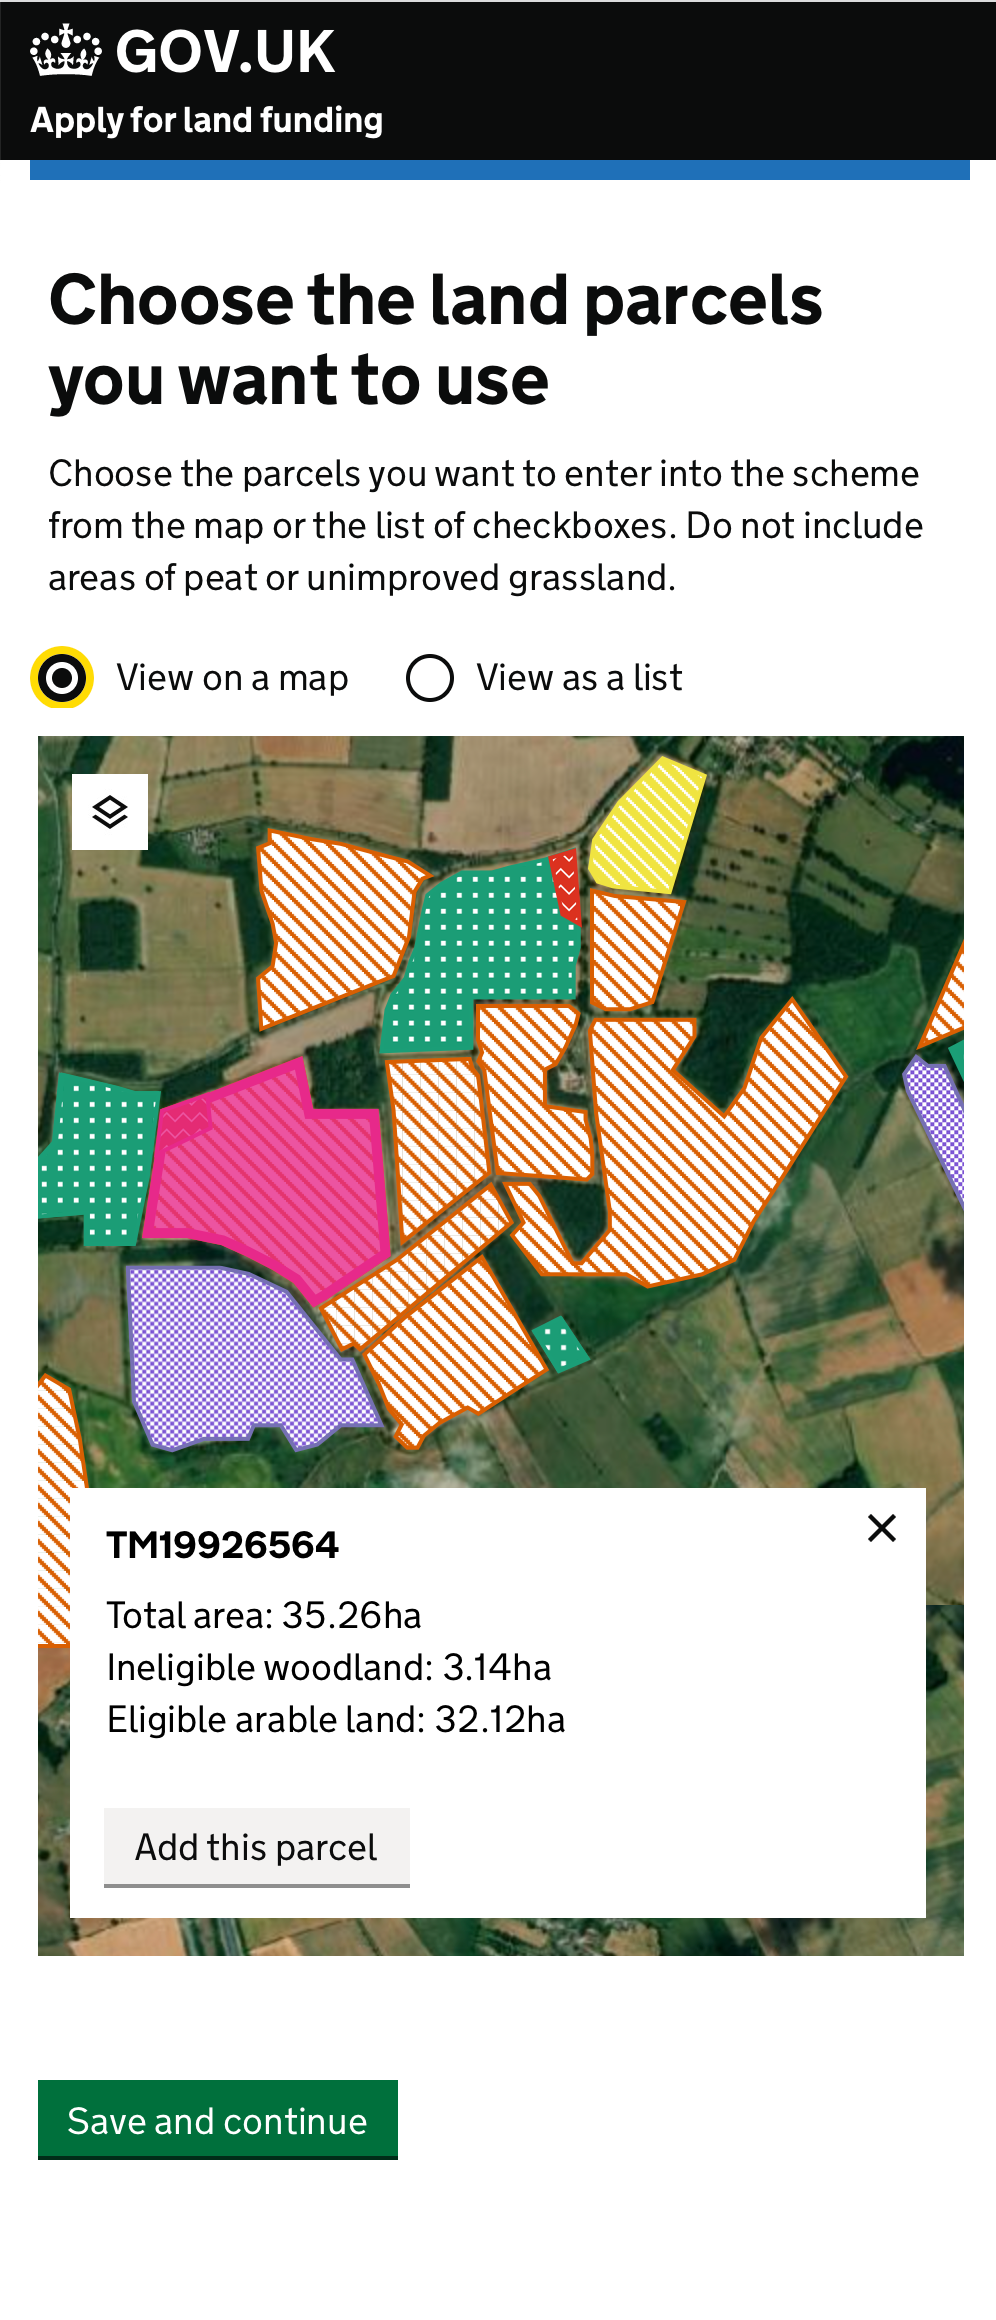 GOV.UK
Apply for land funding
Choose the land parcels
you want to use
Choose the parcels you want to enter into the scheme
from the map or the list of checkboxes. Do not include
areas of peat or unimproved grassland.
View on a map View as a list
TM19926564
Total area: 35.26ha
Ineligible woodland: 3.14ha
Eligible arable land: 32.12ha
Add this parcel
Save and continue